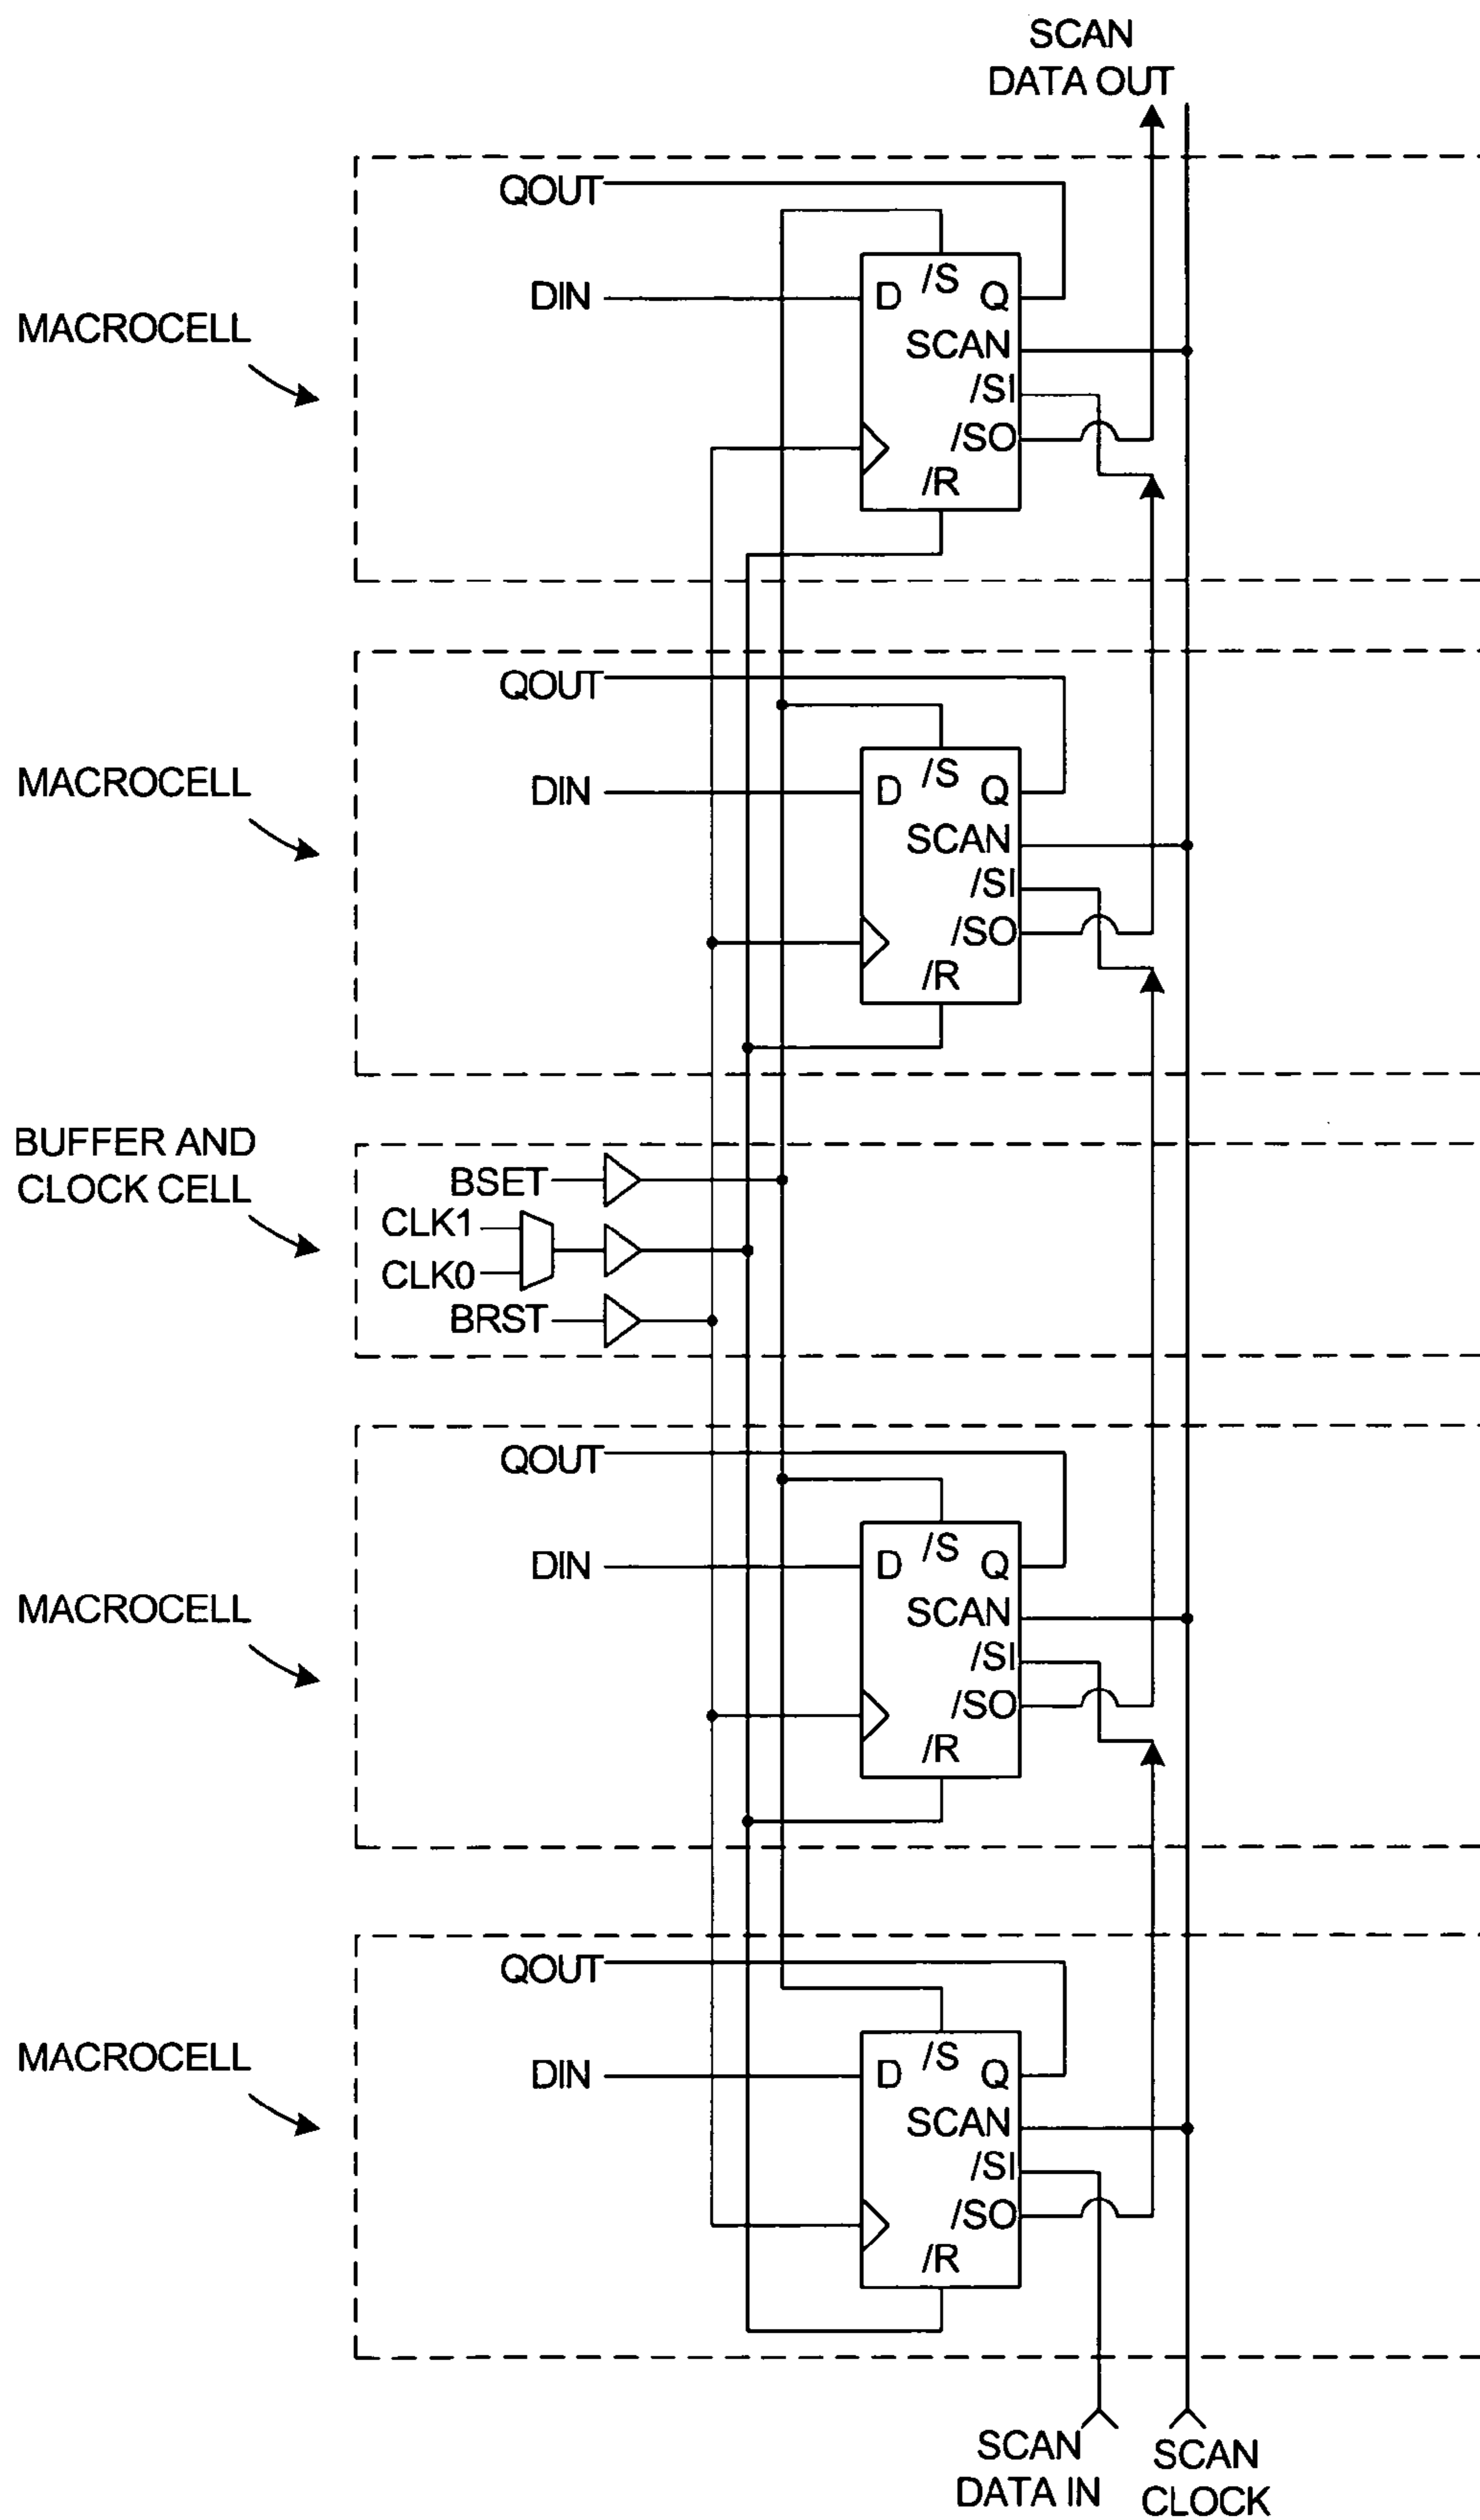 SCAN
DATA OUT
MACROCELL
QOUT
DIN
D
/S
Q
SCAN
/SI
/SO
/R
MACROCELL
QOUT
DIN
D
/S
Q
SCAN
/SI
/SO
/R
BUFFER AND
CLOCK CELL
BSET
CLK1
CLK0
BRST
MACROCELL
QOUT
DIN
D
/S
Q
SCAN
/SI
/SO
/R
MACROCELL
QOUT
DIN
D
/S
Q
SCAN
/SI
/SO
/R
SCAN
DATA IN
SCAN
CLOCK